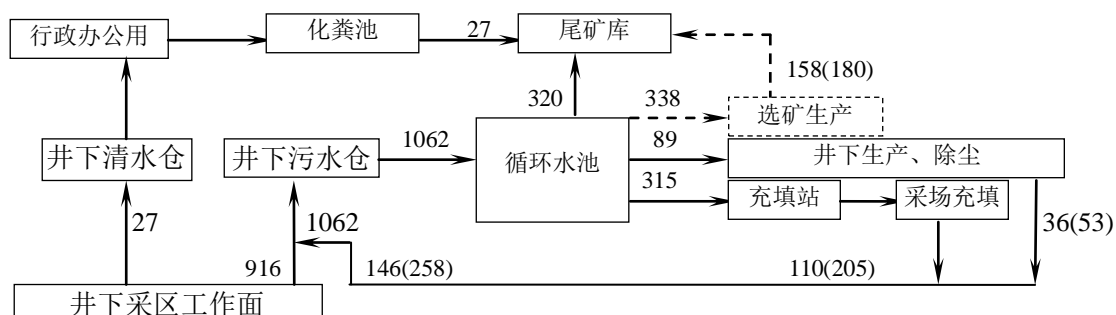 行政办公用
化粪池
27
尾矿库
158(180)
320
338
选矿生产
井下清水仓
井下污水仓
1062
循环水池
89
井下生产、除尘
315
充填站
采场充填
27
1062
36(53)
916
146(258)
110(205)
井下采区工作面